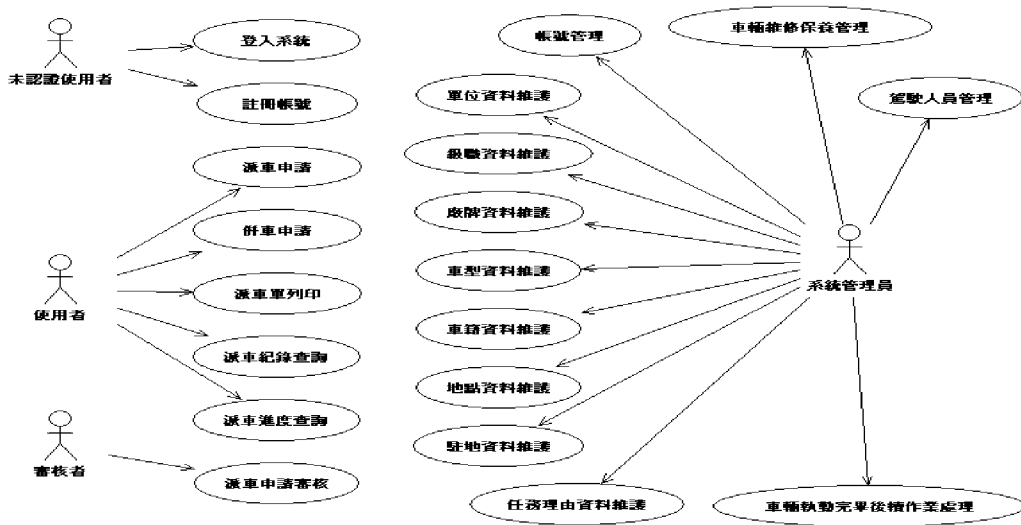 未認證使用者
登入系統
註冊帳號
使用者
派車申請
併車申請
派車單列印
派車紀錄查詢
派車進度查詢
審核者
派車申請審核
帳號管理
車輛維修保養管理
駕駛人員管理
單位資料維護
級職資料維護
廠牌資料維護
車型資料維護
車籍資料維護
地點資料維護
駐地資料維護
任務理由資料維護
系統管理員
車輛執勤完畢後續作業處理